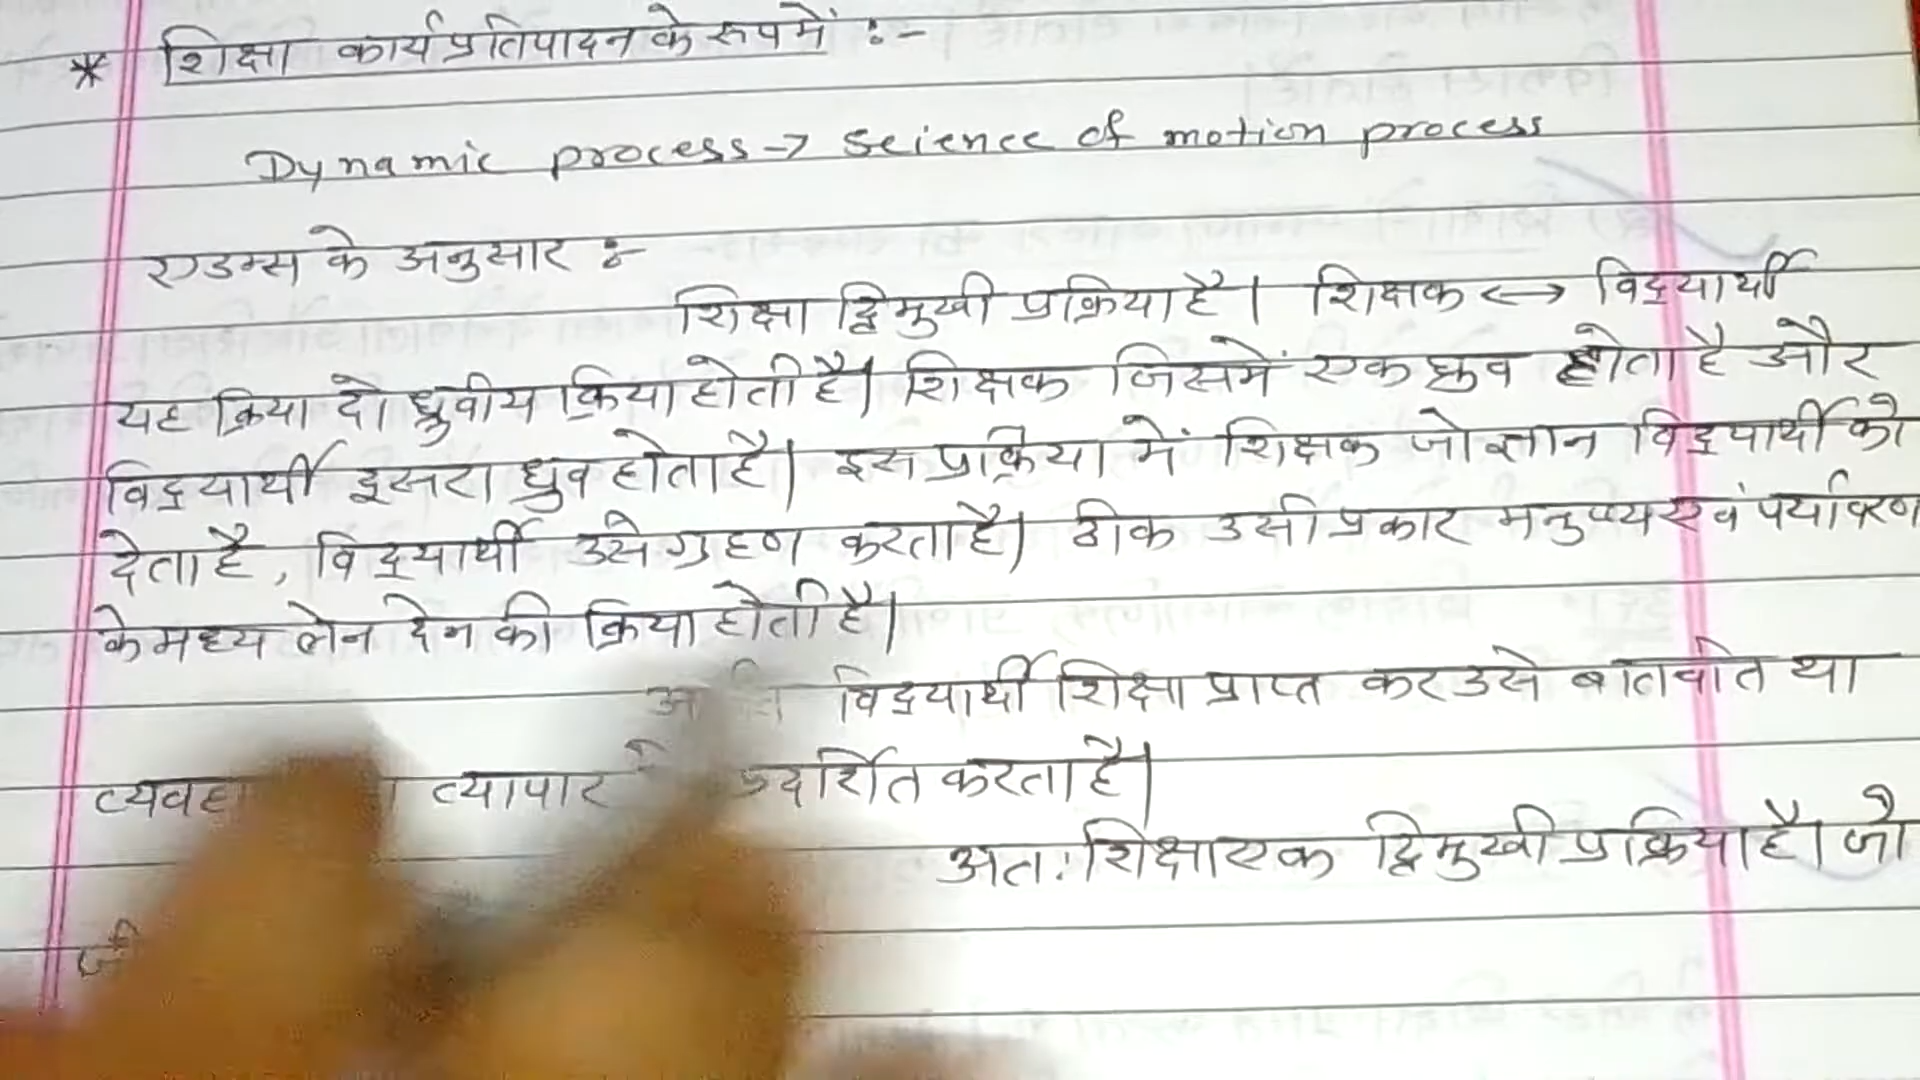 * शिक्षा कार्यप्रतिपादन के रूप में :-
Dynamic process → Science of motion process
एडम्स के अनुसार :-
शिक्षा द्विमुखी प्रक्रिया है। शिक्षक ↔ विद्यार्थी
यह क्रिया दो ध्रुवीय क्रिया होती है। शिक्षक जिसमें एक ध्रुव होता है और
विद्यार्थी दूसरा ध्रुव होता है। इस प्रक्रिया में शिक्षक जो ज्ञान विद्यार्थी को
देता है, विद्यार्थी उसे ग्रहण करता है। ठीक उसी प्रकार मनुष्य एवं पर्यावरण
के मध्य लेन देन की क्रिया होती है।
विद्यार्थी शिक्षा प्राप्त कर उसे बातचीत था
व्यापार प्रदर्शित करता है।
अत: शिक्षा एक द्विमुखी प्रक्रिया है। जो